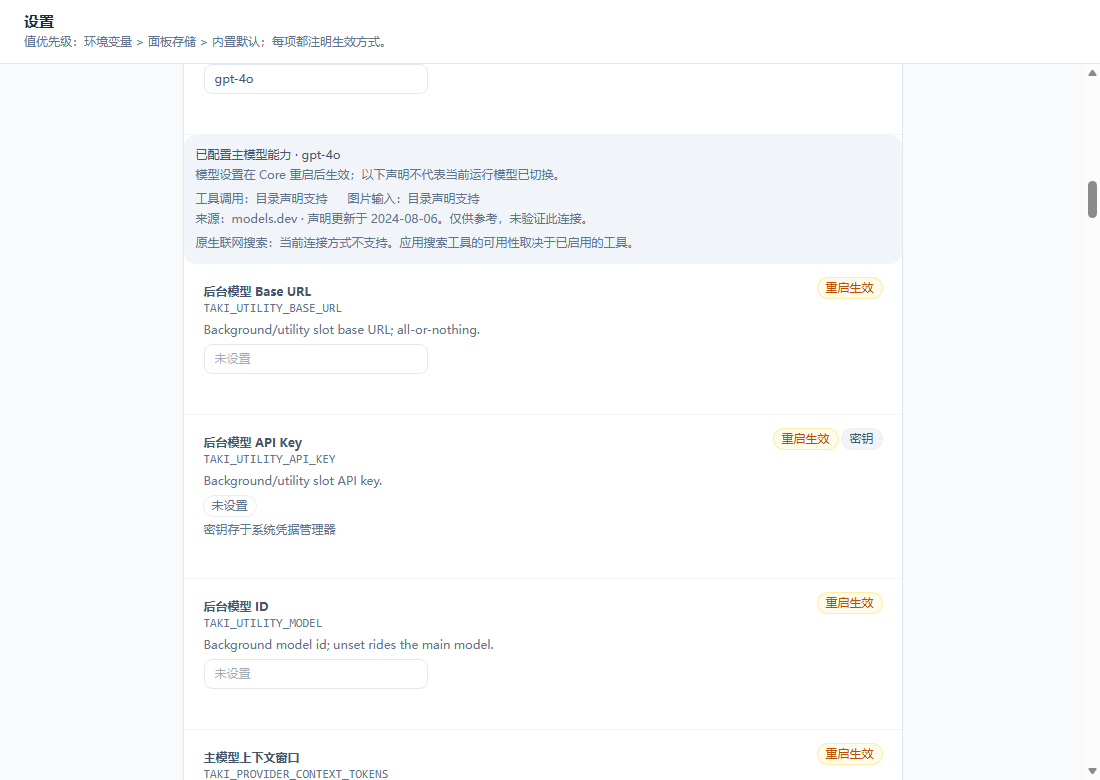 设置
值优先级：环境变量 > 面板存储 > 内置默认；每项都注明生效方式。
gpt-4o
已配置主模型能力 · gpt-4o
模型设置在 Core 重启后生效；以下声明不代表当前运行模型已切换。
工具调用：目录声明支持 图片输入：目录声明支持
来源：models.dev · 声明更新于 2024-08-06。仅供参考，未验证此连接。
原生联网搜索：当前连接方式不支持。应用搜索工具的可用性取决于已启用的工具。
后台模型 Base URL 重启生效
TAKI_UTILITY_BASE_URL
Background/utility slot base URL; all-or-nothing.
未设置
后台模型 API Key 重启生效 密钥
TAKI_UTILITY_API_KEY
Background/utility slot API key.
未设置
密钥存于系统凭据管理器
后台模型 ID 重启生效
TAKI_UTILITY_MODEL
Background model id; unset rides the main model.
未设置
主模型上下文窗口 重启生效
TAKI_PROVIDER_CONTEXT_TOKENS